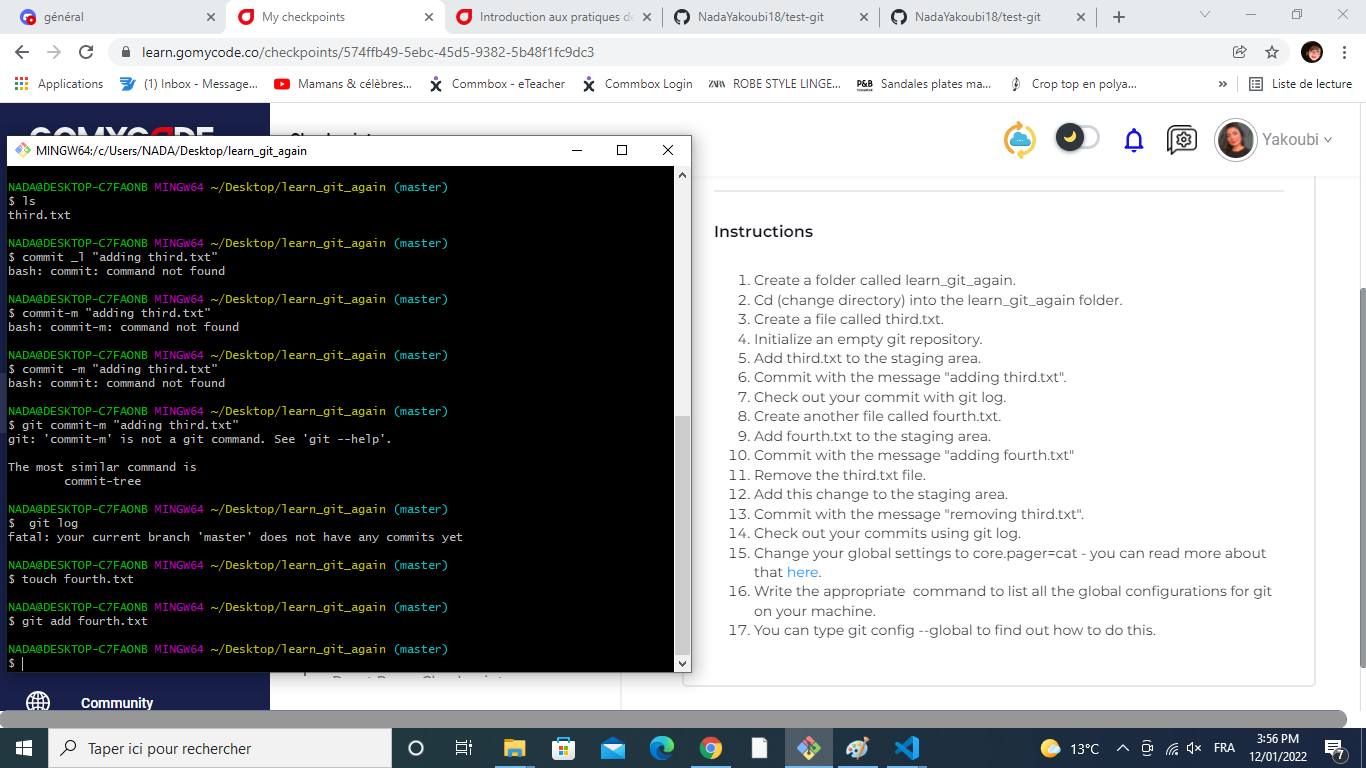 général
My checkpoints
Introduction aux pratiques de
NadaYakoubi18/test-git
NadaYakoubi18/test-git
learn.gomycode.co/checkpoints/574ffb49-5ebc-45d5-9382-5b48f1fc9dc3
Applications
(1) Inbox - Message...
Mamans & célèbres...
Commbox - eTeacher
Commbox Login
ZARA
ROBE STYLE LINGE...
P&B
Sandales plates ma...
Crop top en polya...
»
Liste de lecture
GOMYCODE
Yakoubi
MINGW64:/c/Users/NADA/Desktop/learn_git_again
NADA@DESKTOP-C7FAONB MINGW64 ~/Desktop/learn_git_again (master)
$ ls
third.txt
NADA@DESKTOP-C7FAONB MINGW64 ~/Desktop/learn_git_again (master)
$ commit _l "adding third.txt"
bash: commit: command not found
NADA@DESKTOP-C7FAONB MINGW64 ~/Desktop/learn_git_again (master)
$ commit-m "adding third.txt"
bash: commit-m: command not found
NADA@DESKTOP-C7FAONB MINGW64 ~/Desktop/learn_git_again (master)
$ commit -m "adding third.txt"
bash: commit: command not found
NADA@DESKTOP-C7FAONB MINGW64 ~/Desktop/learn_git_again (master)
$ git commit-m "adding third.txt"
git: 'commit-m' is not a git command. See 'git --help'.
The most similar command is
commit-tree
NADA@DESKTOP-C7FAONB MINGW64 ~/Desktop/learn_git_again (master)
$  git log
fatal: your current branch 'master' does not have any commits yet
NADA@DESKTOP-C7FAONB MINGW64 ~/Desktop/learn_git_again (master)
$ touch fourth.txt
NADA@DESKTOP-C7FAONB MINGW64 ~/Desktop/learn_git_again (master)
$ git add fourth.txt
NADA@DESKTOP-C7FAONB MINGW64 ~/Desktop/learn_git_again (master)
$
Instructions
1. Create a folder called learn_git_again.
2. Cd (change directory) into the learn_git_again folder.
3. Create a file called third.txt.
4. Initialize an empty git repository.
5. Add third.txt to the staging area.
6. Commit with the message "adding third.txt".
7. Check out your commit with git log.
8. Create another file called fourth.txt.
9. Add fourth.txt to the staging area.
10. Commit with the message "adding fourth.txt"
11. Remove the third.txt file.
12. Add this change to the staging area.
13. Commit with the message "removing third.txt".
14. Check out your commits using git log.
15. Change your global settings to core.pager=cat - you can read more about
that here.
16. Write the appropriate  command to list all the global configurations for git
on your machine.
17. You can type git config --global to find out how to do this.
Community
Taper ici pour rechercher
13°C
FRA
3:56 PM
12/01/2022
7